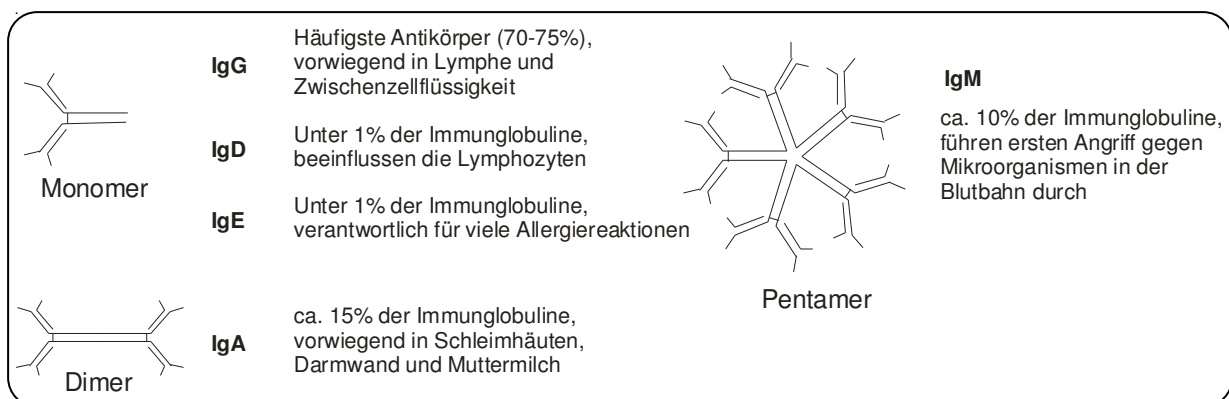 IgG
Häufigste Antikörper (70-75%),
vorwiegend in Lymphe und
Zwischenzellflüssigkeit
IgD
Unter 1% der Immunglobuline,
beeinflussen die Lymphozyten
Monomer
IgE
Unter 1% der Immunglobuline,
verantwortlich für viele Allergiereaktionen
IgA
ca. 15% der Immunglobuline,
vorwiegend in Schleimhäuten,
Darmwand und Muttermilch
Dimer
Pentamer
IgM
ca. 10% der Immunglobuline,
führen ersten Angriff gegen
Mikroorganismen in der
Blutbahn durch